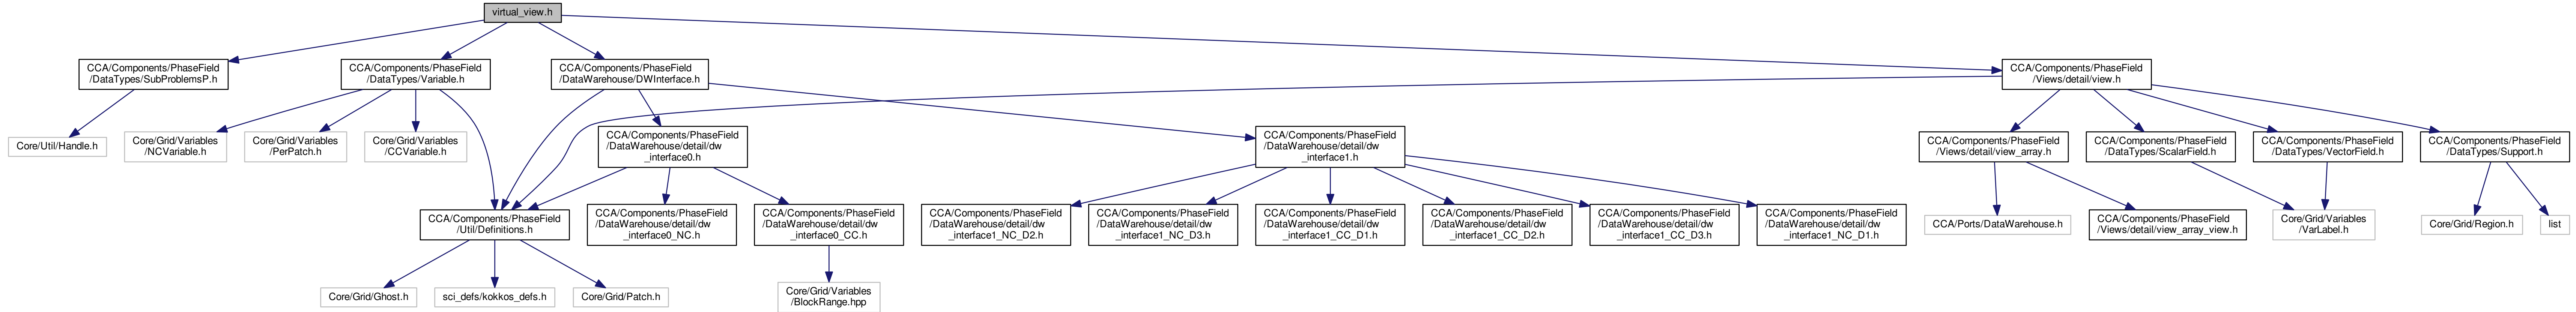 virtual_view.h
CCA/Components/PhaseField
/DataTypes/SubProblemsP.h
CCA/Components/PhaseField
/DataTypes/Variable.h
CCA/Components/PhaseField
/DataWarehouse/DWInterface.h
CCA/Components/PhaseField
/Views/detail/view.h
Core/Util/Handle.h
Core/Grid/Variables
/NCVariable.h
Core/Grid/Variables
/PerPatch.h
Core/Grid/Variables
/CCVariable.h
CCA/Components/PhaseField
/DataWarehouse/detail/dw
_interface0.h
CCA/Components/PhaseField
/DataWarehouse/detail/dw
_interface1.h
CCA/Components/PhaseField
/Views/detail/view_array.h
CCA/Components/PhaseField
/DataTypes/ScalarField.h
CCA/Components/PhaseField
/DataTypes/VectorField.h
CCA/Components/PhaseField
/DataTypes/Support.h
CCA/Components/PhaseField
/Util/Definitions.h
CCA/Components/PhaseField
/DataWarehouse/detail/dw
_interface0_NC.h
CCA/Components/PhaseField
/DataWarehouse/detail/dw
_interface0_CC.h
CCA/Components/PhaseField
/DataWarehouse/detail/dw
_interface1_NC_D2.h
CCA/Components/PhaseField
/DataWarehouse/detail/dw
_interface1_NC_D3.h
CCA/Components/PhaseField
/DataWarehouse/detail/dw
_interface1_CC_D1.h
CCA/Components/PhaseField
/DataWarehouse/detail/dw
_interface1_CC_D2.h
CCA/Components/PhaseField
/DataWarehouse/detail/dw
_interface1_CC_D3.h
CCA/Components/PhaseField
/DataWarehouse/detail/dw
_interface1_NC_D1.h
CCA/Ports/DataWarehouse.h
CCA/Components/PhaseField
/Views/detail/view_array_view.h
Core/Grid/Variables
/VarLabel.h
Core/Grid/Region.h
list
Core/Grid/Ghost.h
sci_defs/kokkos_defs.h
Core/Grid/Patch.h
Core/Grid/Variables
/BlockRange.hpp